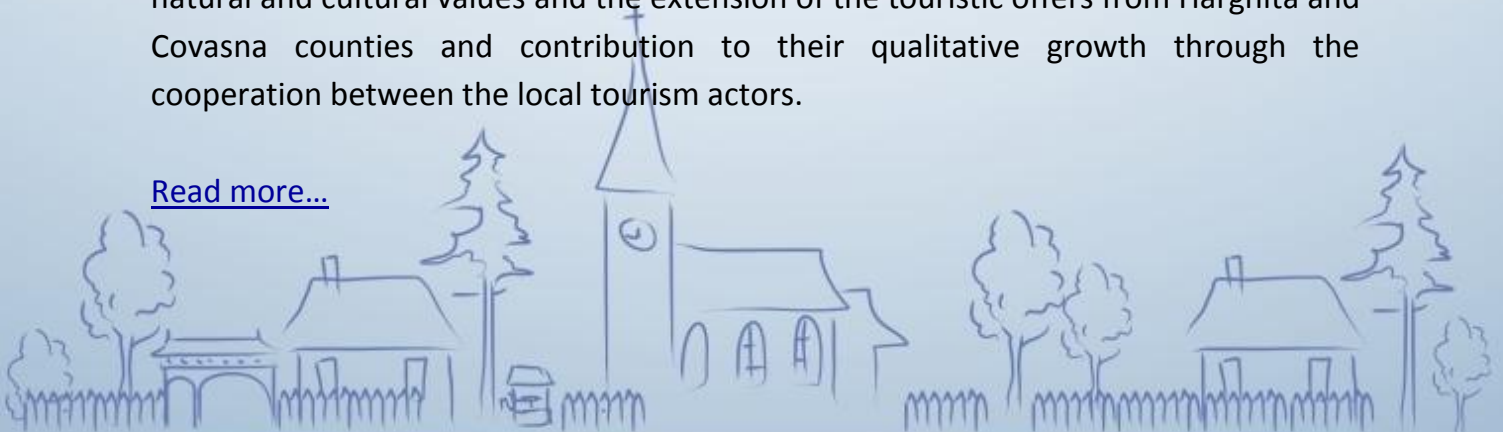 natural and cultural values and the extension of the touristic offers from Harghita and
Covasna counties and contribution to their qualitative growth through the
cooperation between the local tourism actors.
Read more...